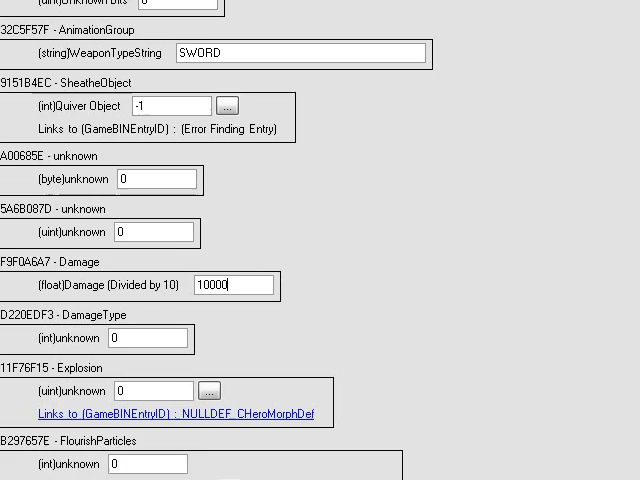 (uint)Unknown Bits 0
32C5F57F - AnimationGroup
(string)WeaponTypeString SWORD
9151B4EC - SheatheObject
(int)Quiver Object -1 ...
Links to (GameBINEntryID) : (Error Finding Entry)
A00685E - unknown
(byte)unknown 0
5A6B087D - unknown
(uint)unknown 0
F9F0A6A7 - Damage
(float)Damage (Divided by 10) 10000
D220EDF3 - DamageType
(int)unknown 0
11F76F15 - Explosion
(uint)unknown 0 ...
Links to (GameBINEntryID) : NULLDEF_CHeroMorphDef
B297657E - FlourishParticles
(int)unknown 0